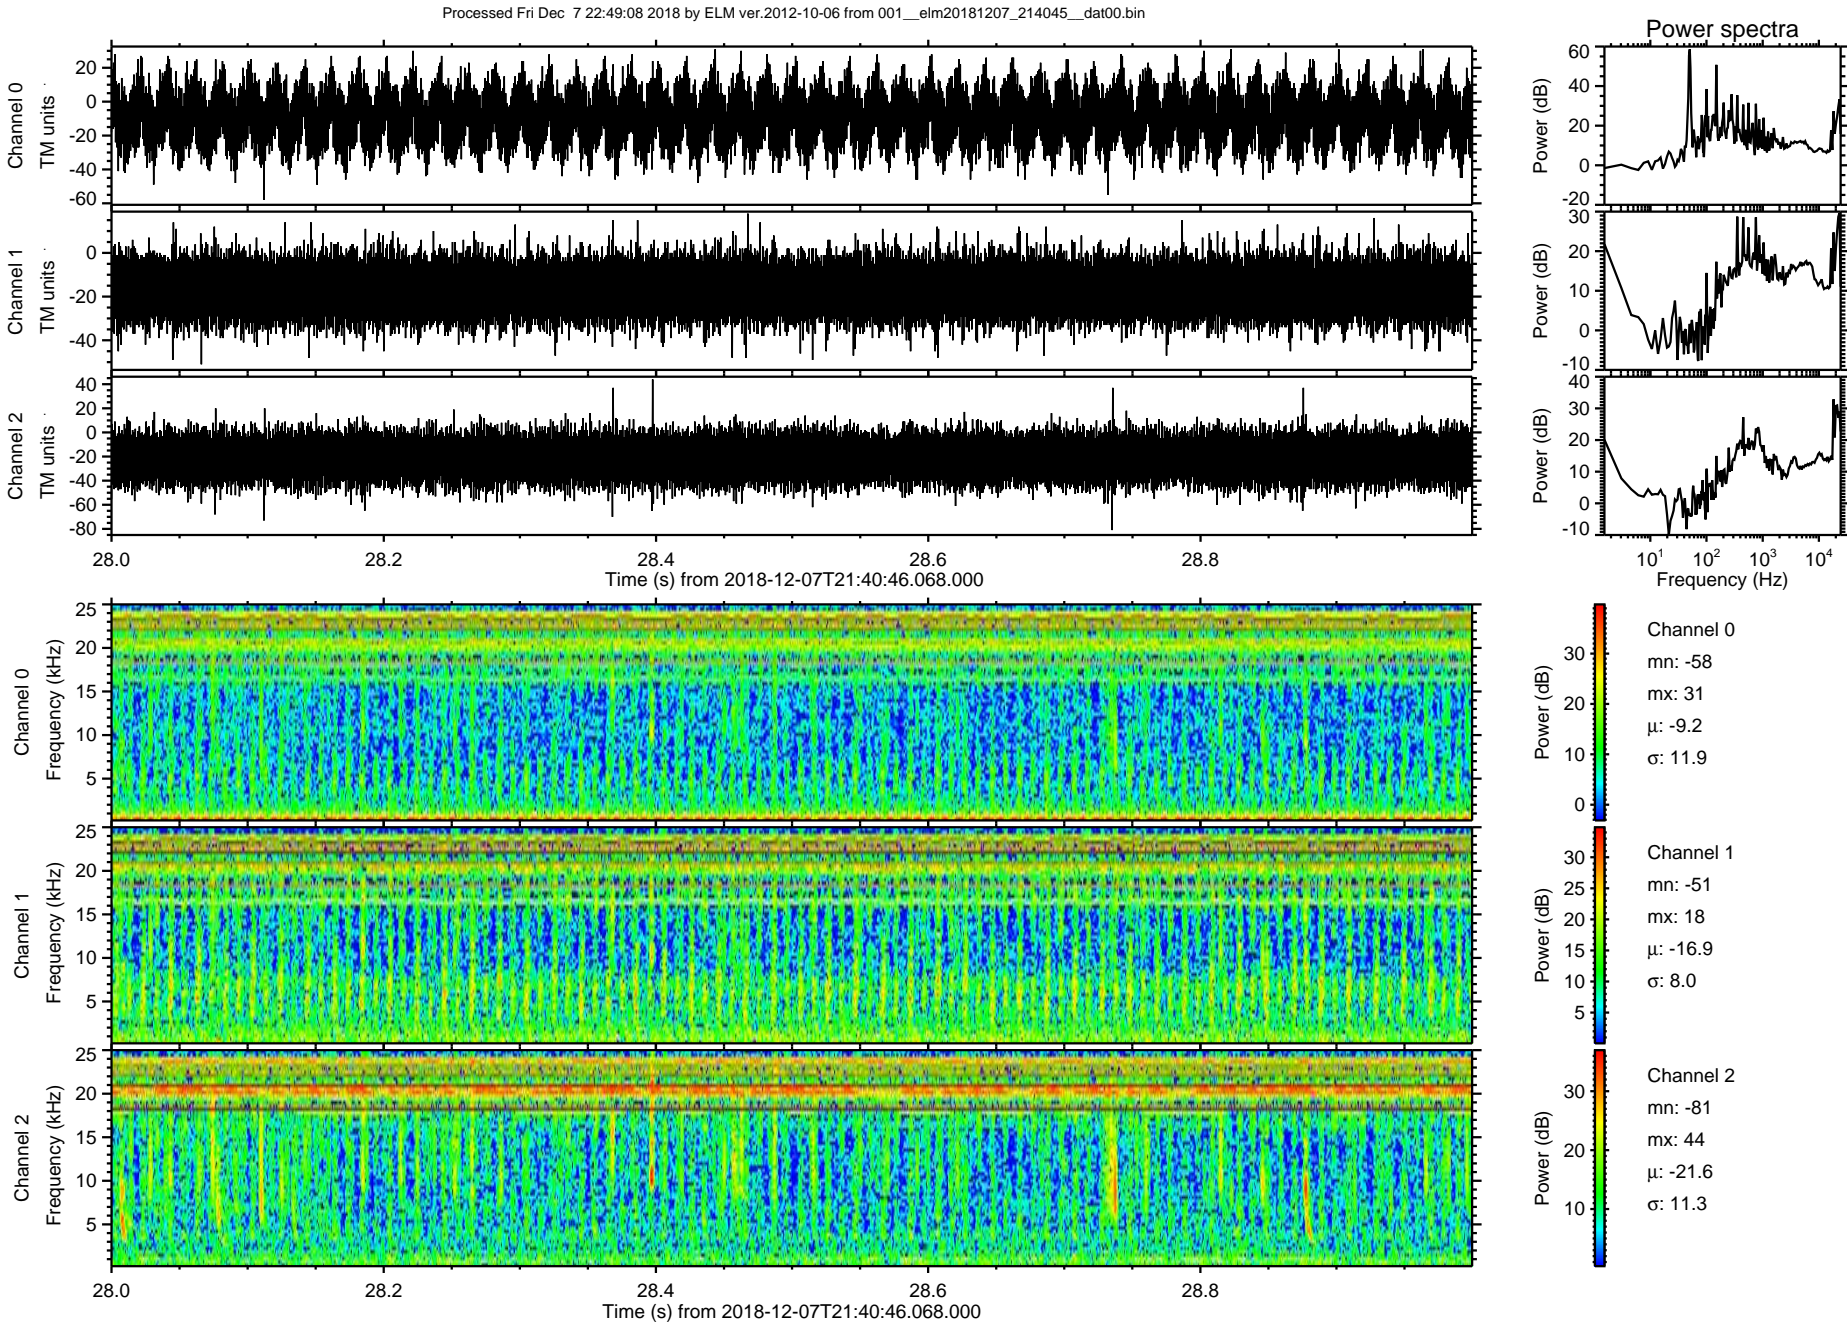 Processed Fri Dec 7 22:49:08 2018 by ELM ver.2012-10-06 from 001__elm20181207_214045__dat00.bin
Power spectra
Channel 0
TM units
20
0
-20
-40
-60
Power (dB)
60
40
20
0
-20
Channel 1
TM units
0
-20
-40
Power (dB)
30
20
10
0
-10
Channel 2
TM units
40
20
0
-20
-40
-60
-80
Power (dB)
40
30
20
10
0
-10
28.0 28.2 28.4 28.6 28.8
Time (s) from 2018-12-07T21:40:46.068.000
10^1 10^2 10^3 10^4
Frequency (Hz)
Channel 0
Frequency (kHz)
25
20
15
10
5
Power (dB)
30
20
10
0
Channel 0
mn: -58
mx: 31
μ: -9.2
σ: 11.9
Channel 1
Frequency (kHz)
25
20
15
10
5
Power (dB)
30
25
20
15
10
5
Channel 1
mn: -51
mx: 18
μ: -16.9
σ: 8.0
Channel 2
Frequency (kHz)
25
20
15
10
5
Power (dB)
30
20
10
Channel 2
mn: -81
mx: 44
μ: -21.6
σ: 11.3
28.0 28.2 28.4 28.6 28.8
Time (s) from 2018-12-07T21:40:46.068.000